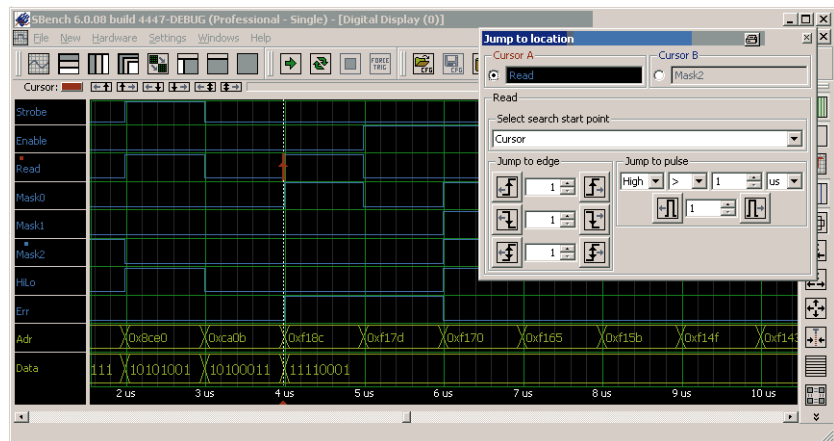 SBench 6.0.08 build 4447-DEBUG (Professional - Single) - [Digital Display (0)]
File New Hardware Settings Windows Help
FORCE TRIG
CFG
CFG
Cursor:
Strobe
Enable
Read
Mask0
Mask1
Mask2
HiLo
Err
Adr 0x8ce0 0xca0b 0xf18c 0xf17d 0xf170 0xf165 0xf15b 0xf14f 0xf143
Data 111 10101001 10100011 11110001
2 us 3 us 4 us 5 us 6 us 7 us 8 us 9 us 10 us
Jump to location
Cursor A Cursor B
Read Mask2
Read
Select search start point
Cursor
Jump to edge Jump to pulse
1 High > 1 us
1 1
1